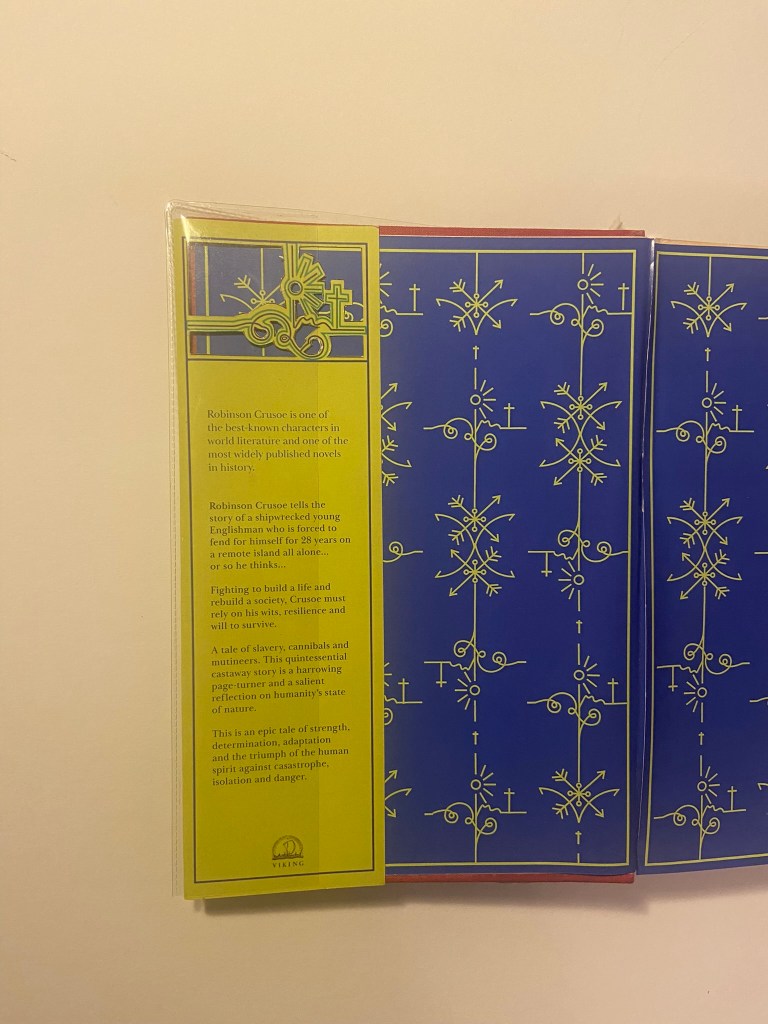 Robinson Crusoe is one of
the best-known characters in
world literature and one of the
most widely published novels
in history.
Robinson Crusoe tells the
story of a shipwrecked young
Englishman who is forced to
fend for himself for 28 years on
a remote island all alone...
or so he thinks...
Fighting to build a life and
rebuild a society, Crusoe must
rely on his wits, resilience and
will to survive.
A tale of slavery, cannibals and
mutineers. This quintessential
castaway story is a harrowing
page-turner and a salient
reflection on humanity's state
of nature.
This is an epic tale of strength,
determination, adaptation
and the triumph of the human
spirit against casastrophe,
isolation and danger.
VIKING